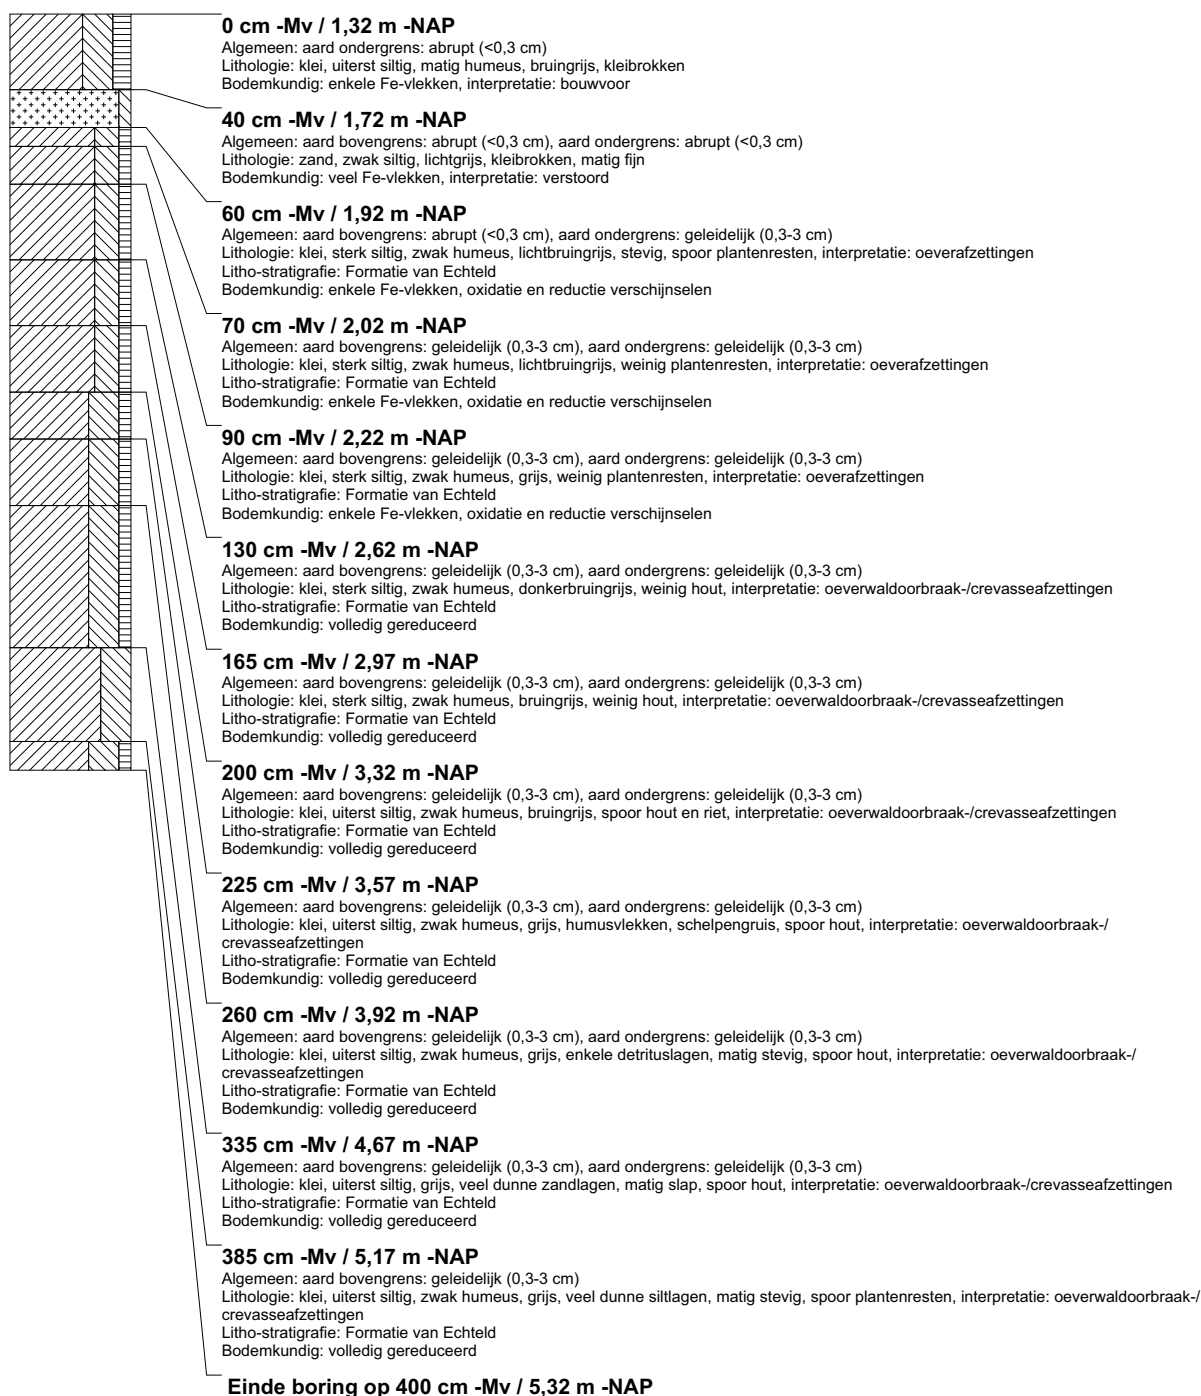 0 cm -Mv / 1,32 m -NAP
Algemeen: aard ondergrens: abrupt (<0,3 cm)
Lithologie: klei, uiterst siltig, matig humeus, bruingrijs, kleibrokken
Bodemkundig: enkele Fe-vlekken, interpretatie: bouwvoor
40 cm -Mv / 1,72 m -NAP
Algemeen: aard bovengrens: abrupt (<0,3 cm), aard ondergrens: abrupt (<0,3 cm)
Lithologie: zand, zwak siltig, lichtgrijs, kleibrokken, matig fijn
Bodemkundig: veel Fe-vlekken, interpretatie: verstoord
60 cm -Mv / 1,92 m -NAP
Algemeen: aard bovengrens: abrupt (<0,3 cm), aard ondergrens: geleidelijk (0,3-3 cm)
Lithologie: klei, sterk siltig, zwak humeus, lichtbruingrijs, stevig, spoor plantenresten, interpretatie: oeverafzettingen
Litho-stratigrafie: Formatie van Echteld
Bodemkundig: enkele Fe-vlekken, oxidatie en reductie verschijnselen
70 cm -Mv / 2,02 m -NAP
Algemeen: aard bovengrens: geleidelijk (0,3-3 cm), aard ondergrens: geleidelijk (0,3-3 cm)
Lithologie: klei, sterk siltig, zwak humeus, lichtbruingrijs, weinig plantenresten, interpretatie: oeverafzettingen
Litho-stratigrafie: Formatie van Echteld
Bodemkundig: enkele Fe-vlekken, oxidatie en reductie verschijnselen
90 cm -Mv / 2,22 m -NAP
Algemeen: aard bovengrens: geleidelijk (0,3-3 cm), aard ondergrens: geleidelijk (0,3-3 cm)
Lithologie: klei, sterk siltig, zwak humeus, grijs, weinig plantenresten, interpretatie: oeverafzettingen
Litho-stratigrafie: Formatie van Echteld
Bodemkundig: enkele Fe-vlekken, oxidatie en reductie verschijnselen
130 cm -Mv / 2,62 m -NAP
Algemeen: aard bovengrens: geleidelijk (0,3-3 cm), aard ondergrens: geleidelijk (0,3-3 cm)
Lithologie: klei, sterk siltig, zwak humeus, donkerbruingrijs, weinig hout, interpretatie: oeverwaldoorbraak-/crevasseafzettingen
Litho-stratigrafie: Formatie van Echteld
Bodemkundig: volledig gereduceerd
165 cm -Mv / 2,97 m -NAP
Algemeen: aard bovengrens: geleidelijk (0,3-3 cm), aard ondergrens: geleidelijk (0,3-3 cm)
Lithologie: klei, sterk siltig, zwak humeus, bruingrijs, weinig hout, interpretatie: oeverwaldoorbraak-/crevasseafzettingen
Litho-stratigrafie: Formatie van Echteld
Bodemkundig: volledig gereduceerd
200 cm -Mv / 3,32 m -NAP
Algemeen: aard bovengrens: geleidelijk (0,3-3 cm), aard ondergrens: geleidelijk (0,3-3 cm)
Lithologie: klei, uiterst siltig, zwak humeus, bruingrijs, spoor hout en riet, interpretatie: oeverwaldoorbraak-/crevasseafzettingen
Litho-stratigrafie: Formatie van Echteld
Bodemkundig: volledig gereduceerd
225 cm -Mv / 3,57 m -NAP
Algemeen: aard bovengrens: geleidelijk (0,3-3 cm), aard ondergrens: geleidelijk (0,3-3 cm)
Lithologie: klei, uiterst siltig, zwak humeus, grijs, humusvlekken, schelpengruis, spoor hout, interpretatie: oeverwaldoorbraak-/
crevasseafzettingen
Litho-stratigrafie: Formatie van Echteld
Bodemkundig: volledig gereduceerd
260 cm -Mv / 3,92 m -NAP
Algemeen: aard bovengrens: geleidelijk (0,3-3 cm), aard ondergrens: geleidelijk (0,3-3 cm)
Lithologie: klei, uiterst siltig, zwak humeus, grijs, enkele detrituslagen, matig stevig, spoor hout, interpretatie: oeverwaldoorbraak-/
crevasseafzettingen
Litho-stratigrafie: Formatie van Echteld
Bodemkundig: volledig gereduceerd
335 cm -Mv / 4,67 m -NAP
Algemeen: aard bovengrens: geleidelijk (0,3-3 cm), aard ondergrens: geleidelijk (0,3-3 cm)
Lithologie: klei, uiterst siltig, grijs, veel dunne zandlagen, matig slap, spoor hout, interpretatie: oeverwaldoorbraak-/crevasseafzettingen
Litho-stratigrafie: Formatie van Echteld
Bodemkundig: volledig gereduceerd
385 cm -Mv / 5,17 m -NAP
Algemeen: aard bovengrens: geleidelijk (0,3-3 cm)
Lithologie: klei, uiterst siltig, zwak humeus, grijs, veel dunne siltlagen, matig stevig, spoor plantenresten, interpretatie: oeverwaldoorbraak-/
crevasseafzettingen
Litho-stratigrafie: Formatie van Echteld
Bodemkundig: volledig gereduceerd
Einde boring op 400 cm -Mv / 5,32 m -NAP